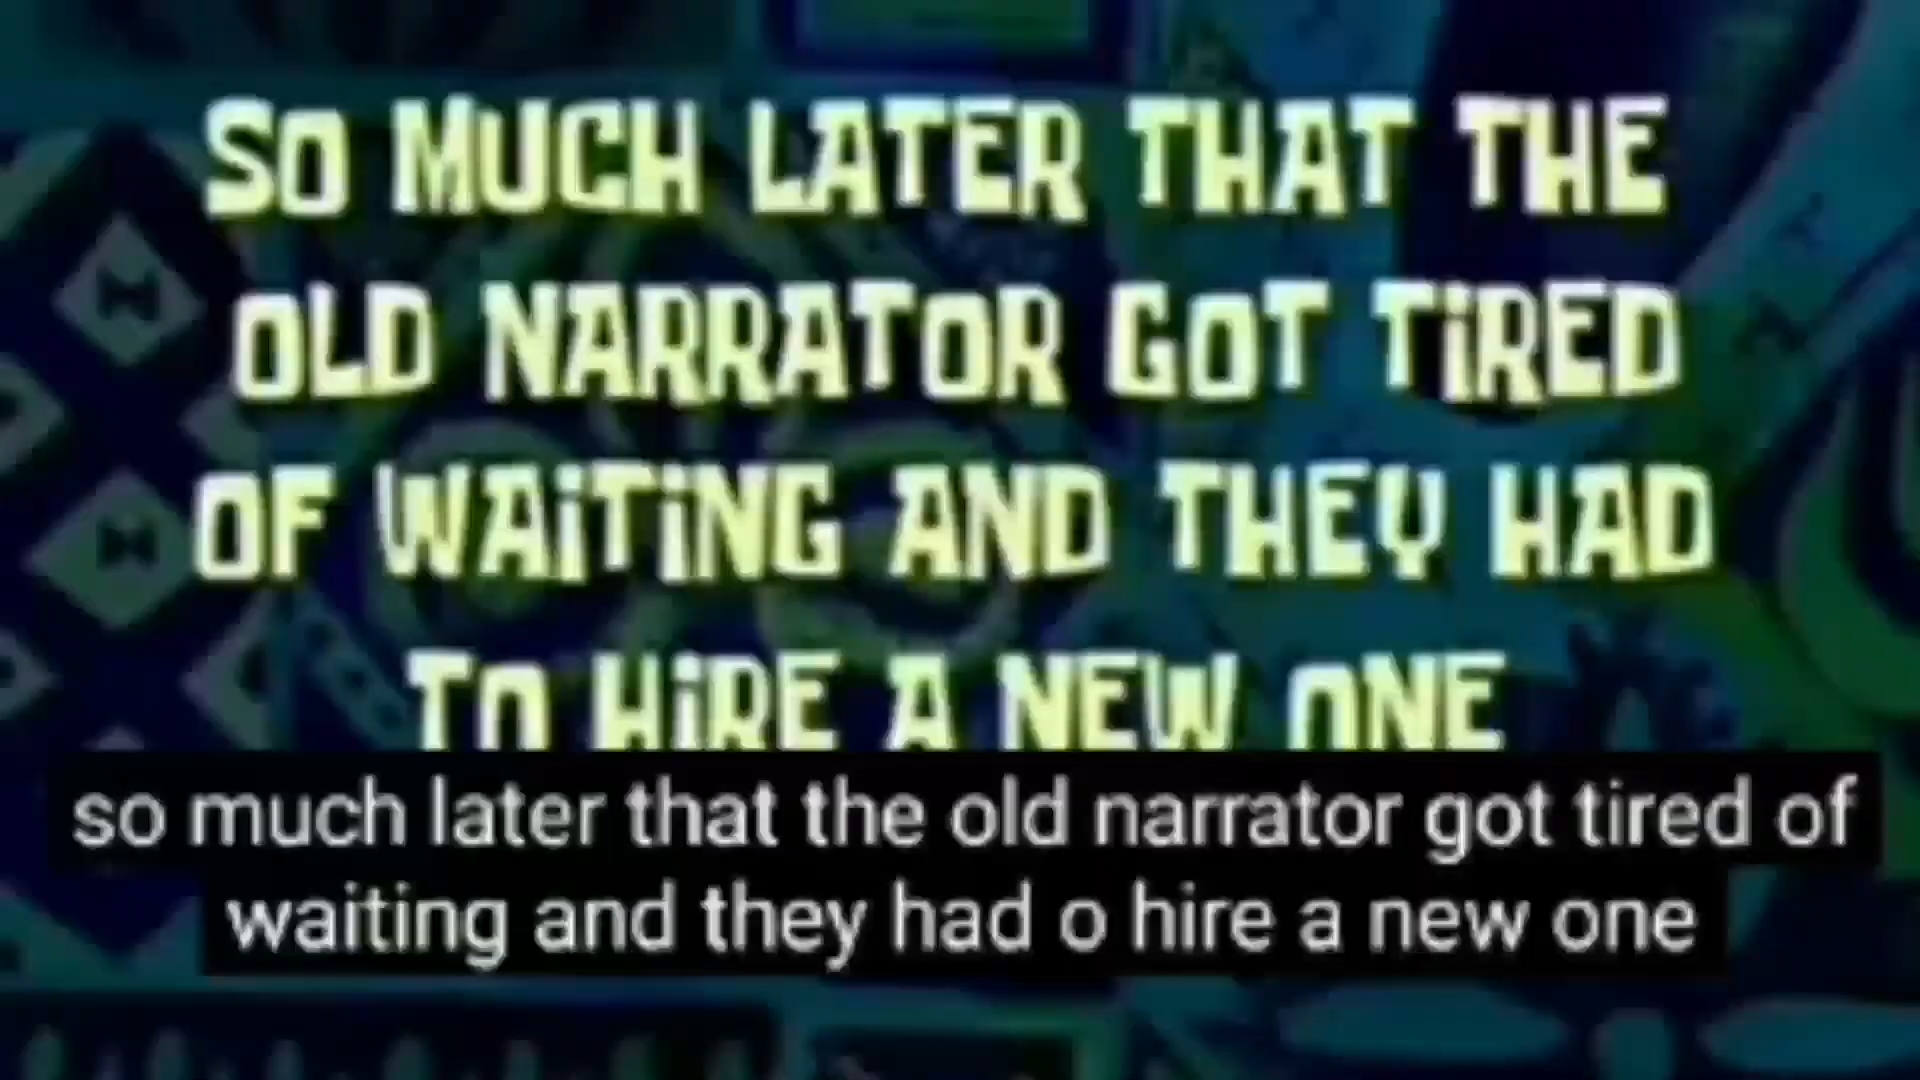 SO MUCH LATER THAT THE
OLD NARRATOR GOT TIRED
OF WAITING AND THEY HAD
TO HIRE A NEW ONE
so much later that the old narrator got tired of
waiting and they had o hire a new one